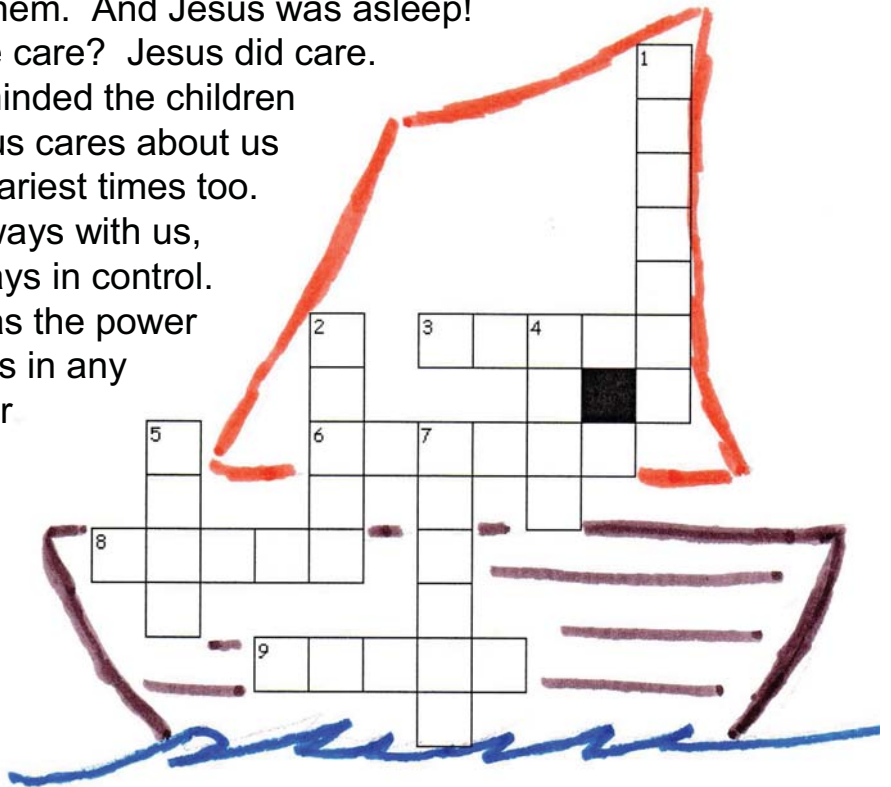 hem. And Jesus was asleep!
e care? Jesus did care.
1
inded the children
us cares about us
ariest times too.
ways with us,
ays in control.
as the power
2 3 4
s in any
r
5 6 7
8
9